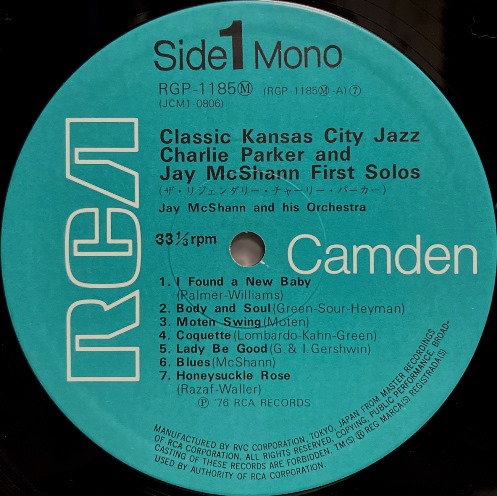 Side 1 Mono
RGP-1185Ⓜ (RGP-1185Ⓜ-A)⑦
(JCM1-0806)
Classic Kansas City Jazz
Charlie Parker and
Jay McShann First Solos
(ザ・リジェンダリー・チャーリー・パーカー)
Jay McShann and his Orchestra
33 1/3 rpm
RCA
Camden
1. I Found a New Baby
(Palmer-Williams)
2. Body and Soul (Green-Sour-Heyman)
3. Moten Swing (Moten)
4. Coquette (Lombardo-Kahn-Green)
5. Lady Be Good (G. & I. Gershwin)
6. Blues (McShann)
7. Honeysuckle Rose
(Razaf-Waller)
Ⓟ '76 RCA RECORDS
MANUFACTURED BY RVC CORPORATION, TOKYO, JAPAN FROM MASTER RECORDINGS
OF RCA CORPORATION. ALL RIGHTS RESERVED, COPYING, PUBLIC PERFORMANCE, BROAD-
CASTING OF THESE RECORDS ARE FORBIDDEN. TM(S) ® REG MARCA(S) REGISTRADA(S)
USED BY AUTHORITY OF RCA CORPORATION.